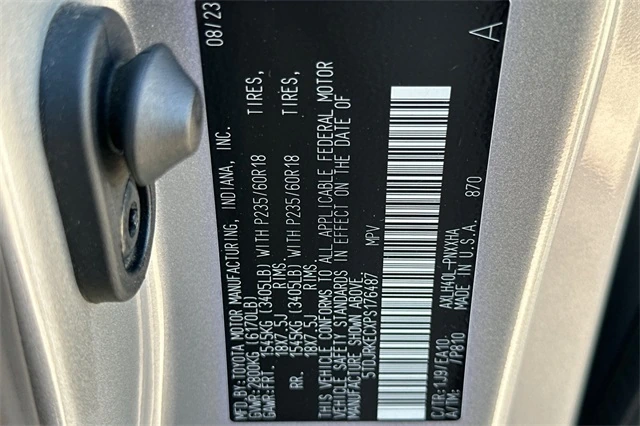 08/23
MFD.BY:TOYOTA MOTOR MANUFACTURING, INDIANA, INC.
GVWR:2800KG (6170LB)
GAWR:FRT. 1545KG (3405LB) WITH P235/60R18 TIRES,
18X7.5J RIMS.
RR. 1545KG (3405LB) WITH P235/60R18 TIRES,
18X7.5J RIMS.
THIS VEHICLE CONFORMS TO ALL APPLICABLE FEDERAL MOTOR
VEHICLE SAFETY STANDARDS IN EFFECT ON THE DATE OF
MANUFACTURE SHOWN ABOVE.
5TDJRKECXPS176487 MPV
C/TR:1J9/EA10 AXLH40L-PNXXHA
A/TM: /P810 MADE IN U.S.A. 870
A